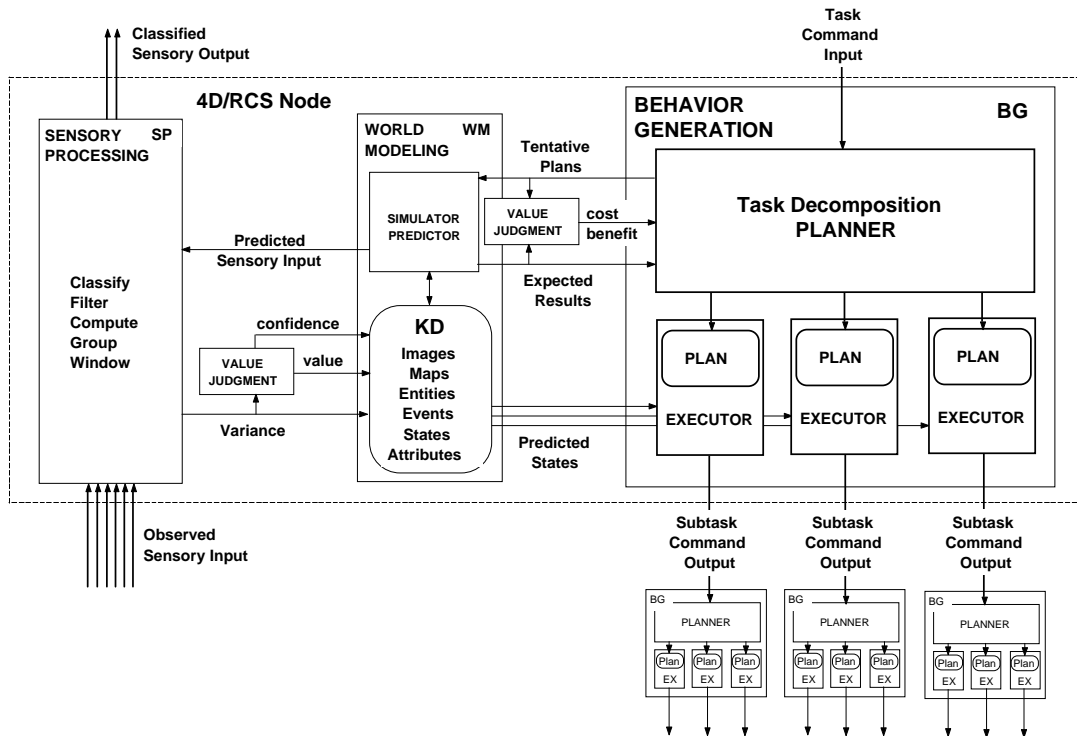 Classified
Sensory Output
Task
Command
Input
4D/RCS Node
SENSORY SP
PROCESSING
Classify
Filter
Compute
Group
Window
WORLD WM
MODELING
SIMULATOR
PREDICTOR
Predicted
Sensory Input
Tentative
Plans
VALUE
JUDGMENT
cost
benefit
Expected
Results
BEHAVIOR
GENERATION
BG
Task Decomposition
PLANNER
confidence
VALUE
JUDGMENT
value
Variance
KD
Images
Maps
Entities
Events
States
Attributes
Predicted
States
PLAN
EXECUTOR
PLAN
EXECUTOR
PLAN
EXECUTOR
Observed
Sensory Input
Subtask
Command
Output
Subtask
Command
Output
Subtask
Command
Output
BG
PLANNER
Plan
EX
Plan
EX
Plan
EX
BG
PLANNER
Plan
EX
Plan
EX
Plan
EX
BG
PLANNER
Plan
EX
Plan
EX
Plan
EX